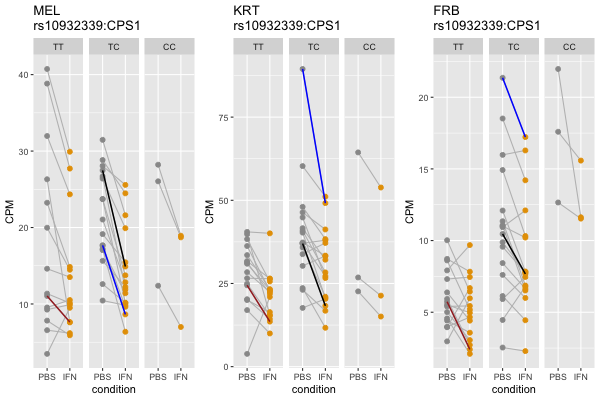 MEL
rs10932339:CPS1
TT TC CC
CPM
40
30
20
10
PBS IFN PBS IFN PBS IFN
condition
KRT
rs10932339:CPS1
TT TC CC
CPM
75
50
25
0
PBS IFN PBS IFN PBS IFN
condition
FRB
rs10932339:CPS1
TT TC CC
CPM
20
15
10
5
PBS IFN PBS IFN PBS IFN
condition